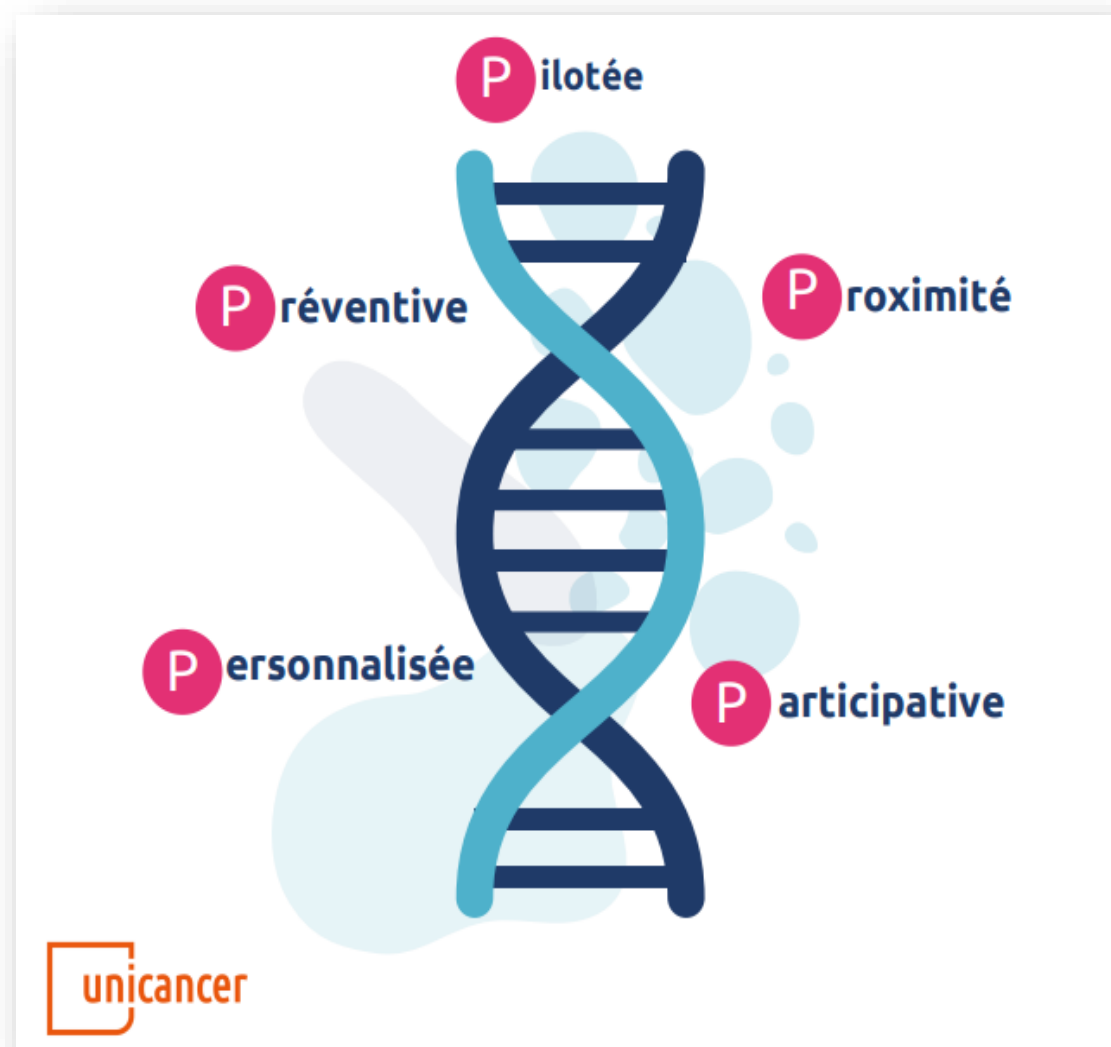 Pilotée
Préventive
Proximité
Personnalisée
Participative
unicancer